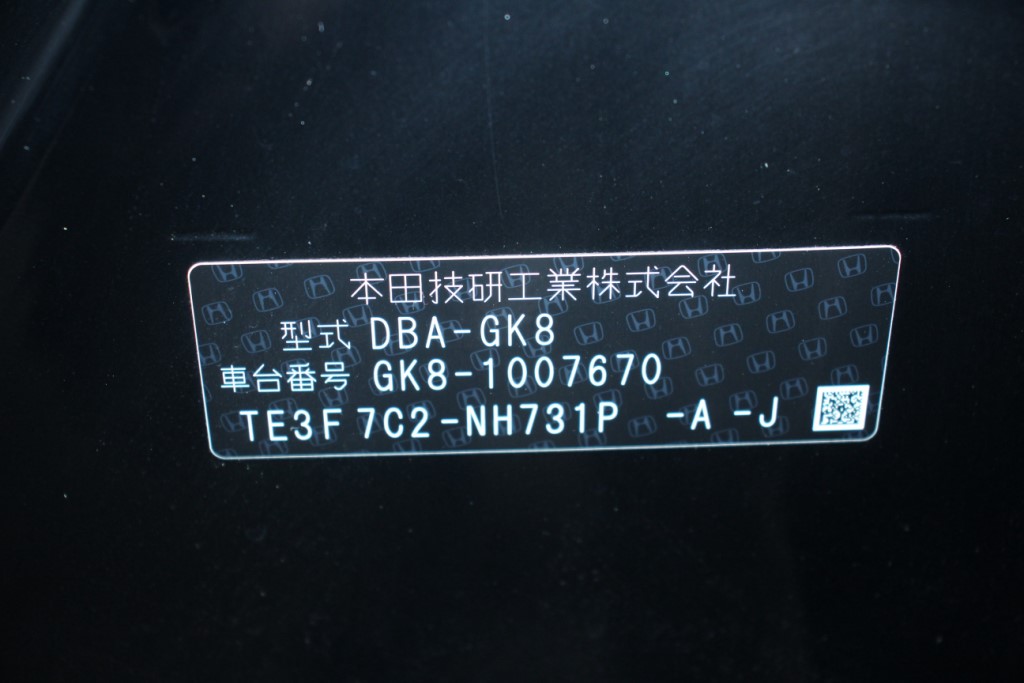 本田技研工業株式会社
型式 DBA-GK8
車台番号 GK8-1007670
TE3F 7C2-NH731P -A -J